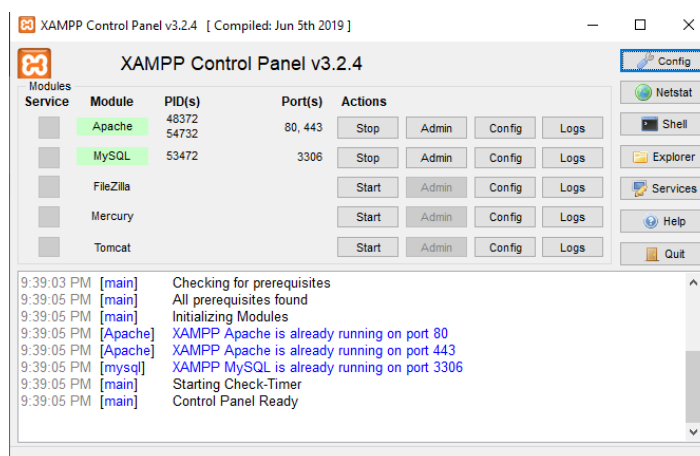 XAMPP Control Panel v3.2.4 [ Compiled: Jun 5th 2019 ]
XAMPP Control Panel v3.2.4
Config
Modules
Service Module PID(s) Port(s) Actions
Netstat
Apache 48372 54732 80, 443 Stop Admin Config Logs
Shell
MySQL 53472 3306 Stop Admin Config Logs
Explorer
FileZilla Start Admin Config Logs
Services
Mercury Start Admin Config Logs
Help
Tomcat Start Admin Config Logs
Quit
9:39:03 PM [main] Checking for prerequisites
9:39:05 PM [main] All prerequisites found
9:39:05 PM [main] Initializing Modules
9:39:05 PM [Apache] XAMPP Apache is already running on port 80
9:39:05 PM [Apache] XAMPP Apache is already running on port 443
9:39:05 PM [mysql] XAMPP MySQL is already running on port 3306
9:39:05 PM [main] Starting Check-Timer
9:39:05 PM [main] Control Panel Ready